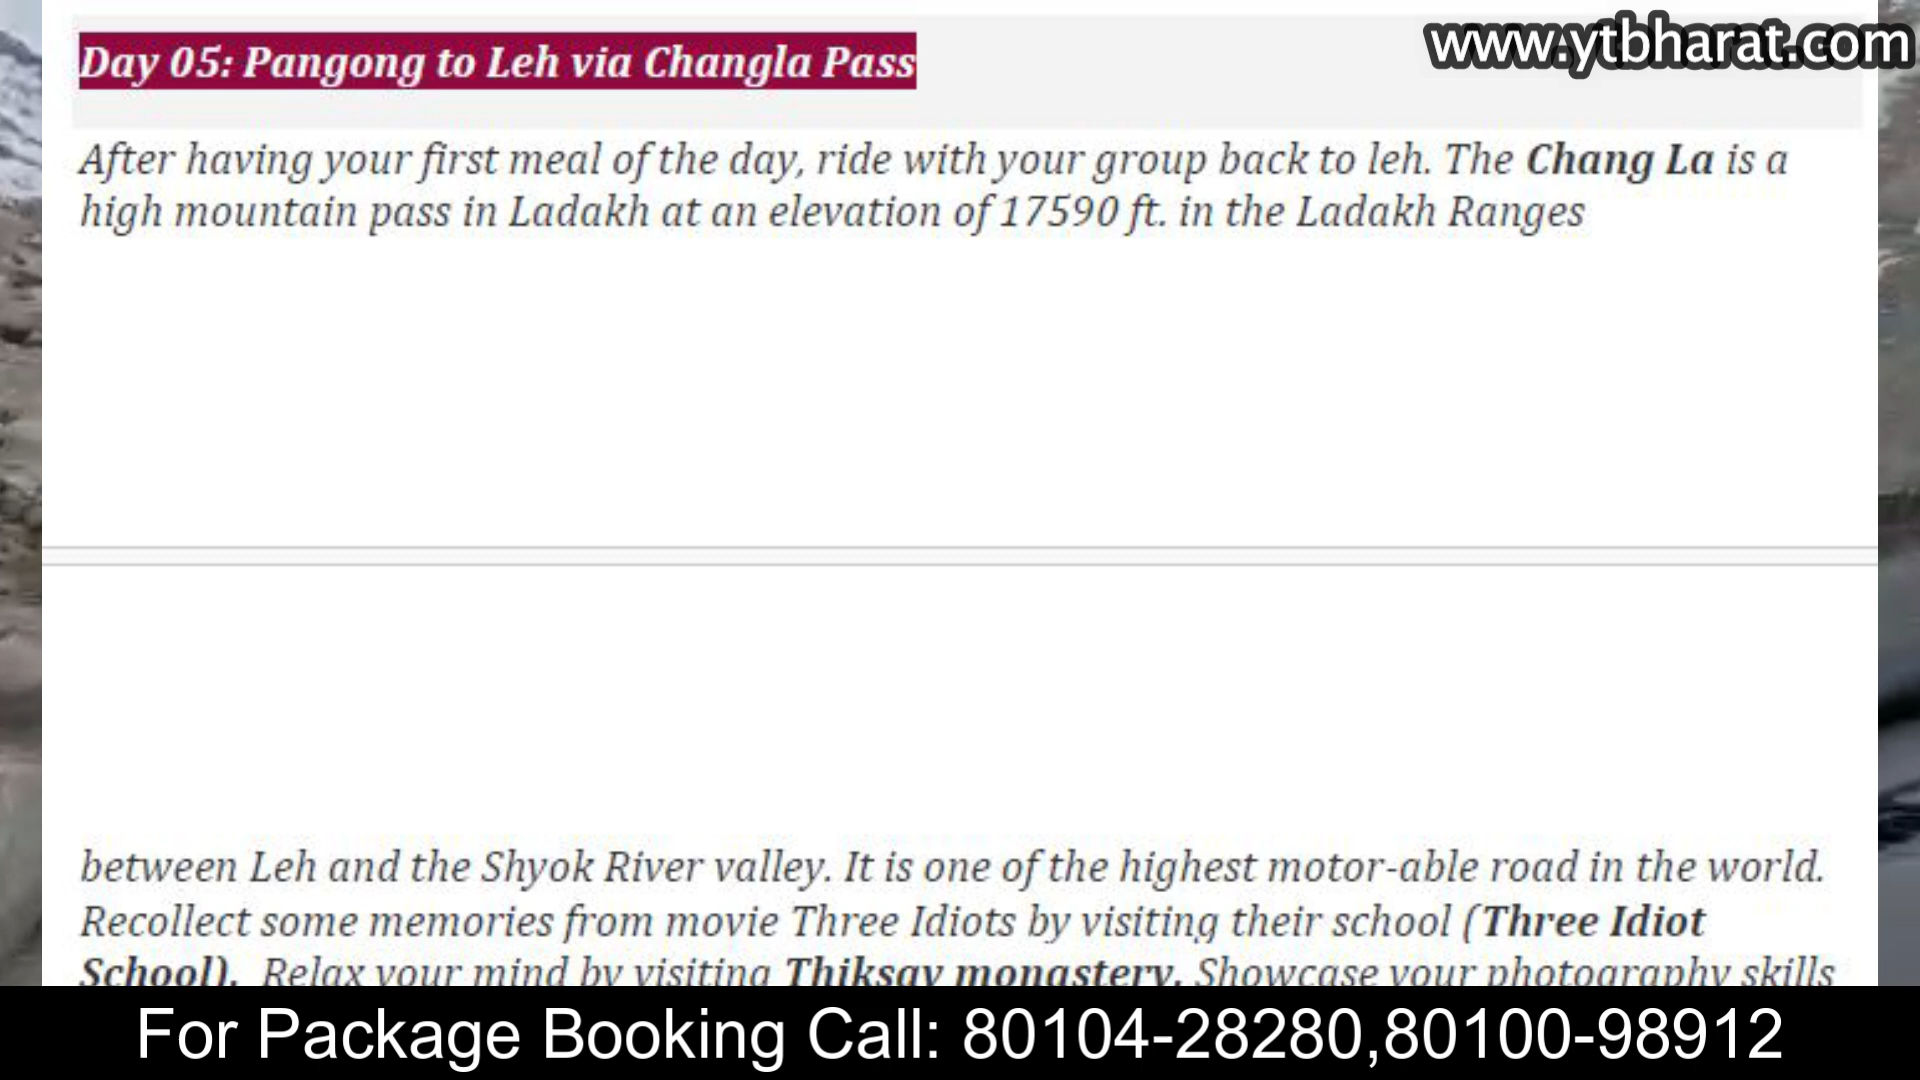 www.ytbharat.com
Day 05: Pangong to Leh via Changla Pass
After having your first meal of the day, ride with your group back to leh. The Chang La is a
high mountain pass in Ladakh at an elevation of 17590 ft. in the Ladakh Ranges
between Leh and the Shyok River valley. It is one of the highest motor-able road in the world.
Recollect some memories from movie Three Idiots by visiting their school (Three Idiot
School). Relax your mind by visiting Thiksay monastery. Showcase your photography skills
For Package Booking Call: 80104-28280,80100-98912